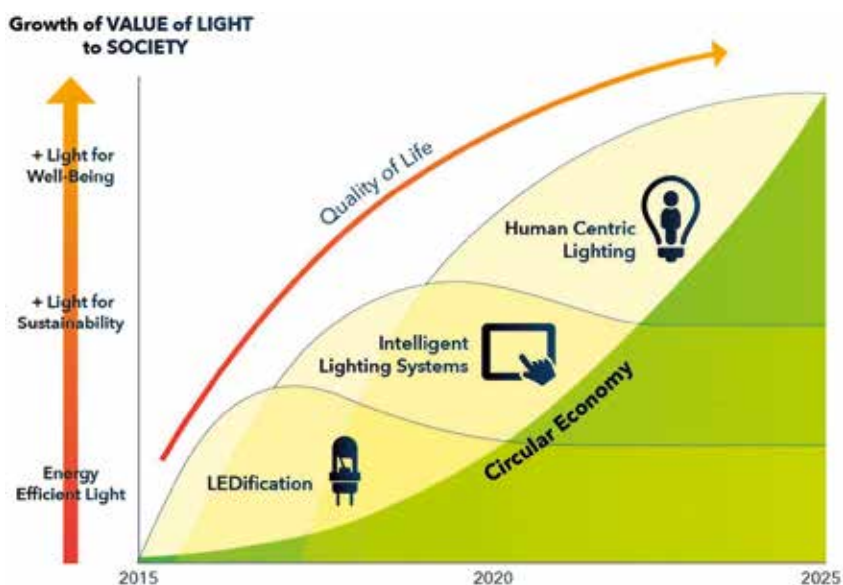 Growth of VALUE of LIGHT
to SOCIETY
+ Light for
Well-Being
Quality of Life
Human Centric
Lighting
+ Light for
Sustainability
Intelligent
Lighting Systems
Circular Economy
Energy
Efficient Light
LEDification
2015
2020
2025